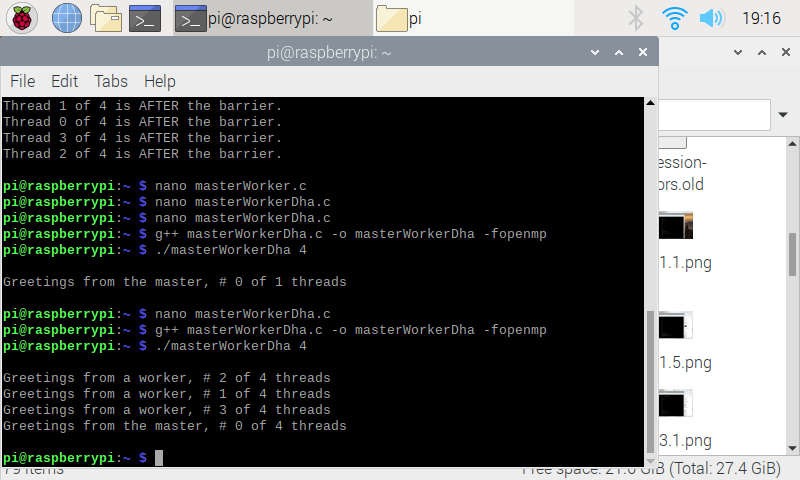 pi@raspberrypi: ~
pi
19:16
pi@raspberrypi: ~
File Edit Tabs Help
Thread 1 of 4 is AFTER the barrier.
Thread 0 of 4 is AFTER the barrier.
Thread 3 of 4 is AFTER the barrier.
Thread 2 of 4 is AFTER the barrier.
pi@raspberrypi:~ $ nano masterWorker.c
pi@raspberrypi:~ $ nano masterWorkerDha.c
pi@raspberrypi:~ $ nano masterWorkerDha.c
pi@raspberrypi:~ $ g++ masterWorkerDha.c -o masterWorkerDha -fopenmp
pi@raspberrypi:~ $ ./masterWorkerDha 4
Greetings from the master, # 0 of 1 threads
pi@raspberrypi:~ $ nano masterWorkerDha.c
pi@raspberrypi:~ $ g++ masterWorkerDha.c -o masterWorkerDha -fopenmp
pi@raspberrypi:~ $ ./masterWorkerDha 4
Greetings from a worker, # 2 of 4 threads
Greetings from a worker, # 1 of 4 threads
Greetings from a worker, # 3 of 4 threads
Greetings from the master, # 0 of 4 threads
pi@raspberrypi:~ $
ession-
ors.old
1.1.png
1.5.png
3.1.png
79 items
Free space: 21.6 GiB (Total: 27.4 GiB)